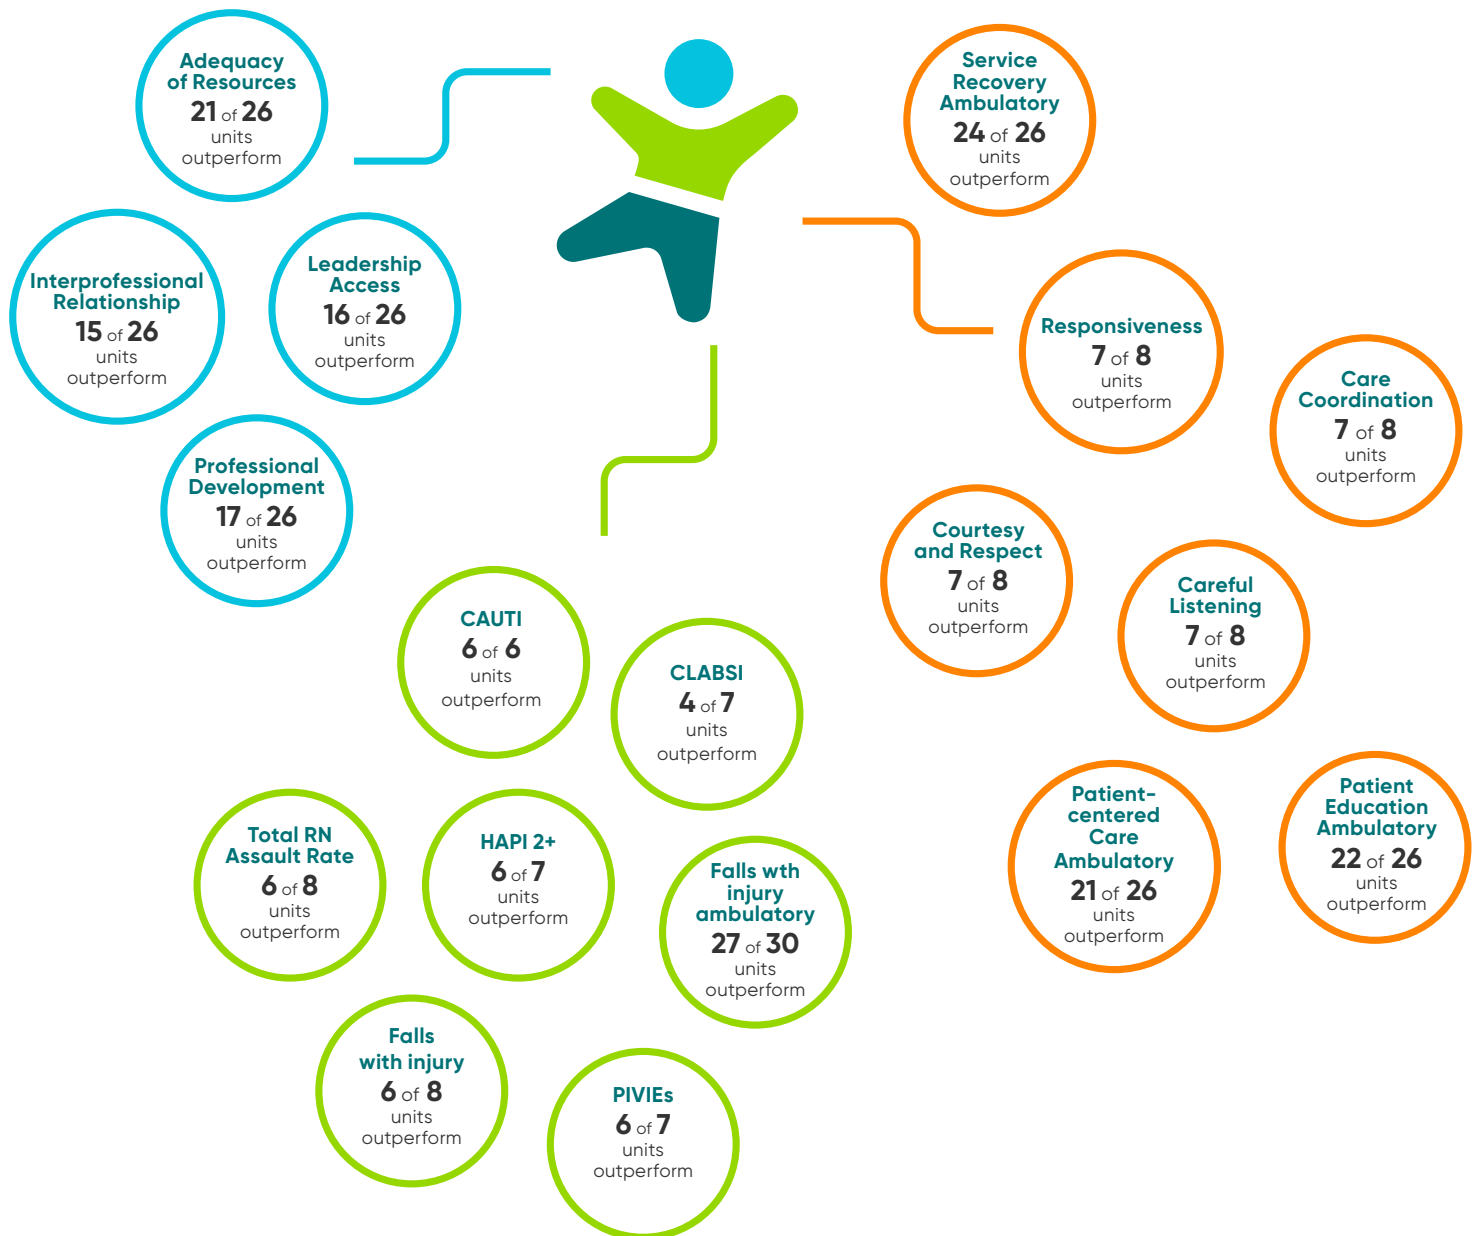 Adequacy
of Resources
21 of 26
units
outperform
Interprofessional
Relationship
15 of 26
units
outperform
Leadership
Access
16 of 26
units
outperform
Professional
Development
17 of 26
units
outperform
CAUTI
6 of 6
units
outperform
CLABSI
4 of 7
units
outperform
Total RN
Assault Rate
6 of 8
units
outperform
HAPI 2+
6 of 7
units
outperform
Falls wth
injury
ambulatory
27 of 30
units
outperform
Falls
with injury
6 of 8
units
outperform
PIVIEs
6 of 7
units
outperform
Service
Recovery
Ambulatory
24 of 26
units
outperform
Responsiveness
7 of 8
units
outperform
Care
Coordination
7 of 8
units
outperform
Courtesy
and Respect
7 of 8
units
outperform
Careful
Listening
7 of 8
units
outperform
Patient-
centered
Care
Ambulatory
21 of 26
units
outperform
Patient
Education
Ambulatory
22 of 26
units
outperform